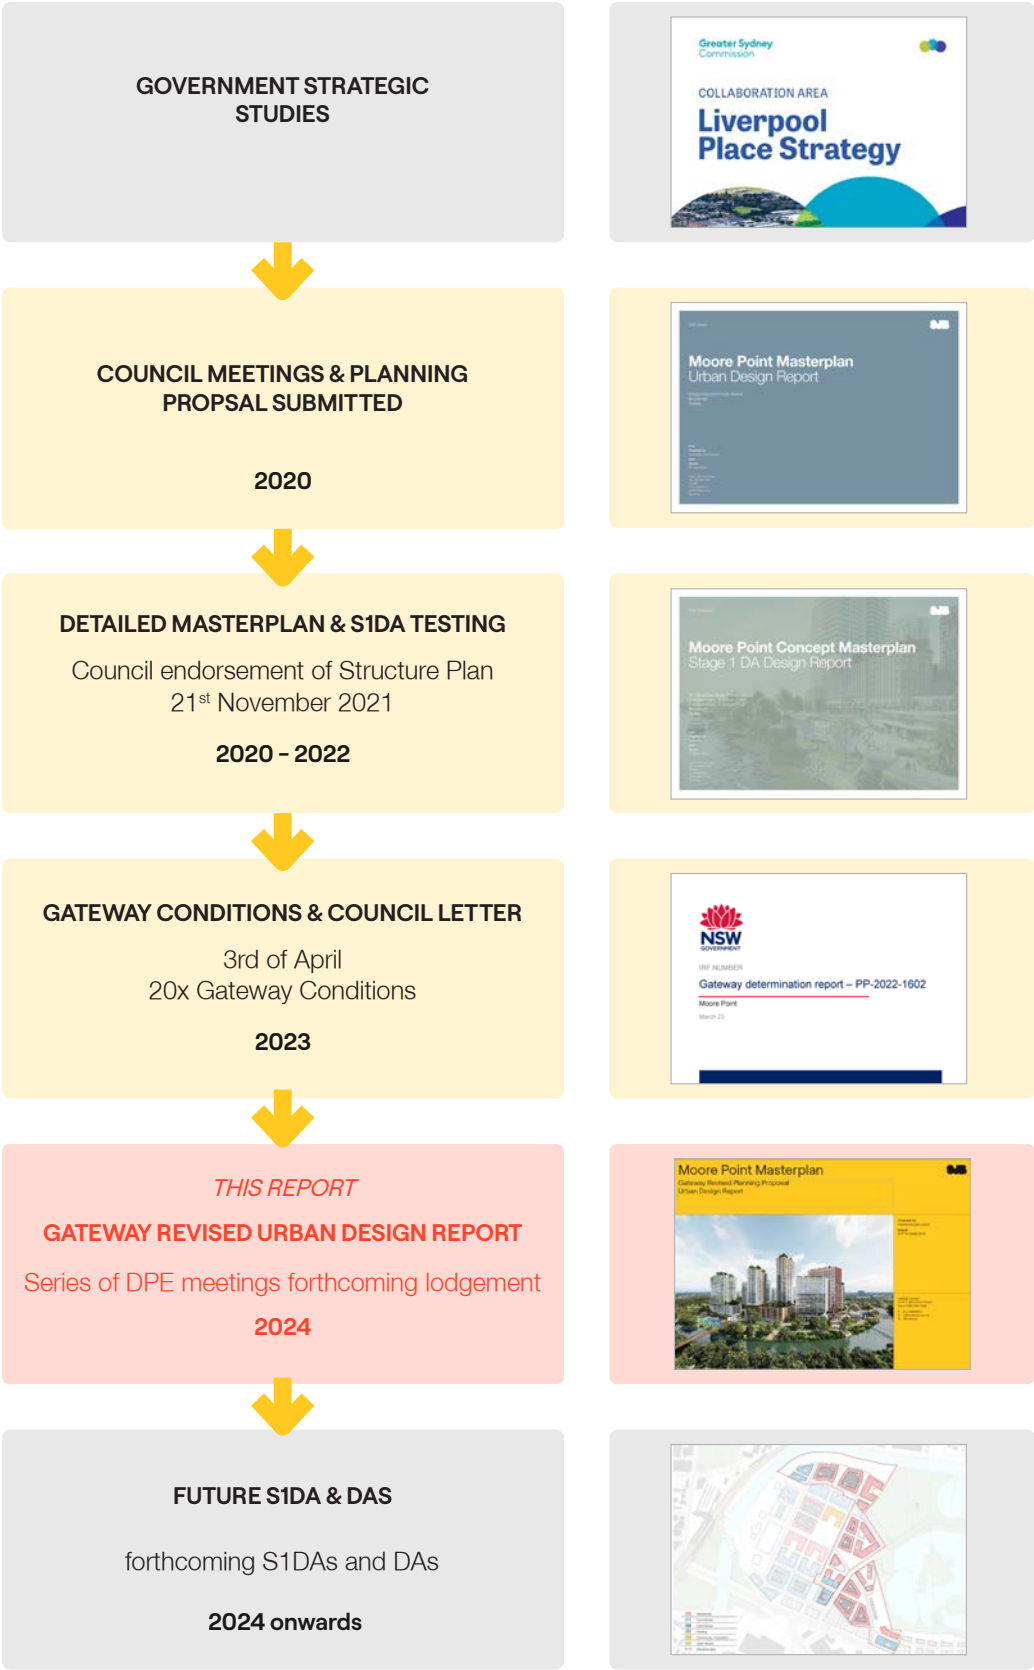 GOVERNMENT STRATEGIC
STUDIES
Greater Sydney
Commission
COLLABORATION AREA
Liverpool
Place Strategy
COUNCIL MEETINGS & PLANNING
PROPSAL SUBMITTED
2020
SJB
Moore Point Masterplan
Urban Design Report
DETAILED MASTERPLAN & S1DA TESTING
Council endorsement of Structure Plan
21st November 2021
2020 - 2022
SJB
Moore Point Concept Masterplan
Stage 1 DA Design Report
GATEWAY CONDITIONS & COUNCIL LETTER
3rd of April
20x Gateway Conditions
2023
NSW
GOVERNMENT
IRF NUMBER
Gateway determination report – PP-2022-1602
Moore Point
March 23
THIS REPORT
GATEWAY REVISED URBAN DESIGN REPORT
Series of DPE meetings forthcoming lodgement
2024
Moore Point Masterplan
SJB
Gateway Revised Planning Proposal
Urban Design Report
FUTURE S1DA & DAS
forthcoming S1DAs and DAs
2024 onwards